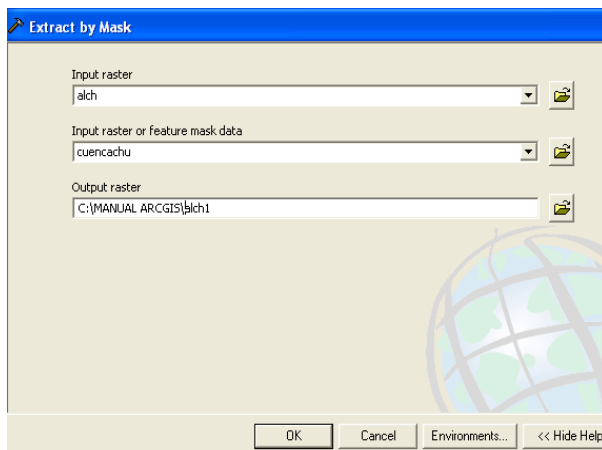 Extract by Mask
Input raster
alch
Input raster or feature mask data
cuencachu
Output raster
C:\MANUAL ARCGIS\alch1
OK
Cancel
Environments...
<< Hide Help